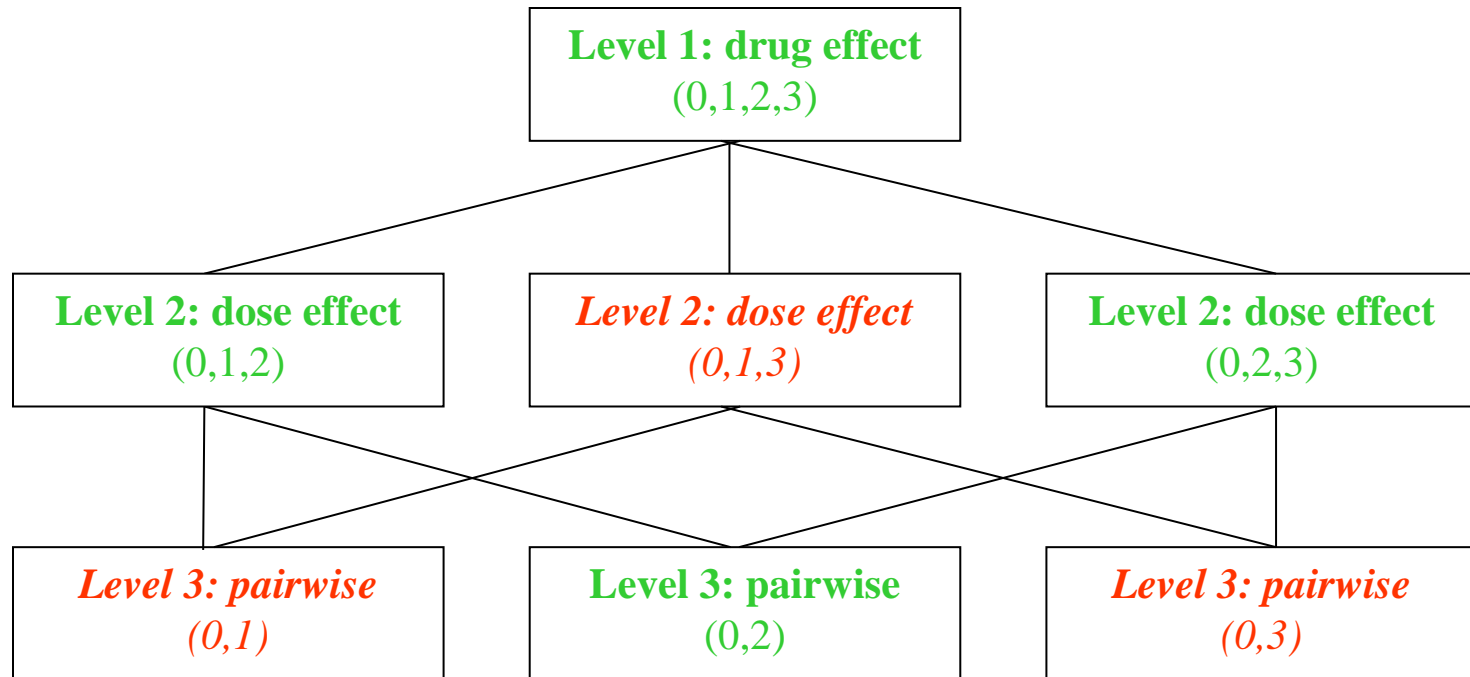 Level 1: drug effect
(0,1,2,3)
Level 2: dose effect
(0,1,2)
Level 2: dose effect
(0,1,3)
Level 2: dose effect
(0,2,3)
Level 3: pairwise
(0,1)
Level 3: pairwise
(0,2)
Level 3: pairwise
(0,3)